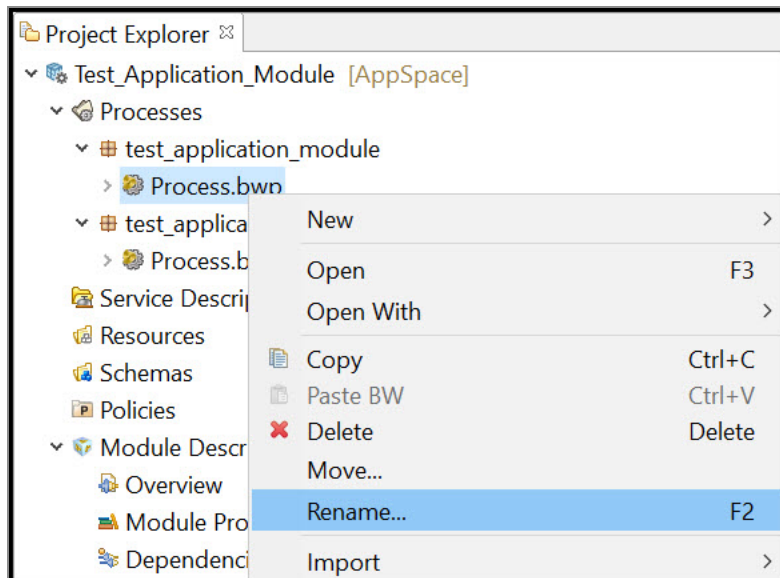 Project Explorer
Test_Application_Module [AppSpace]
Processes
test_application_module
Process.bwp
test_applica
Process.b
Service Descrip
Resources
Schemas
Policies
Module Descr
Overview
Module Pro
Dependenci
New
Open F3
Open With
Copy Ctrl+C
Paste BW Ctrl+V
Delete Delete
Move...
Rename... F2
Import